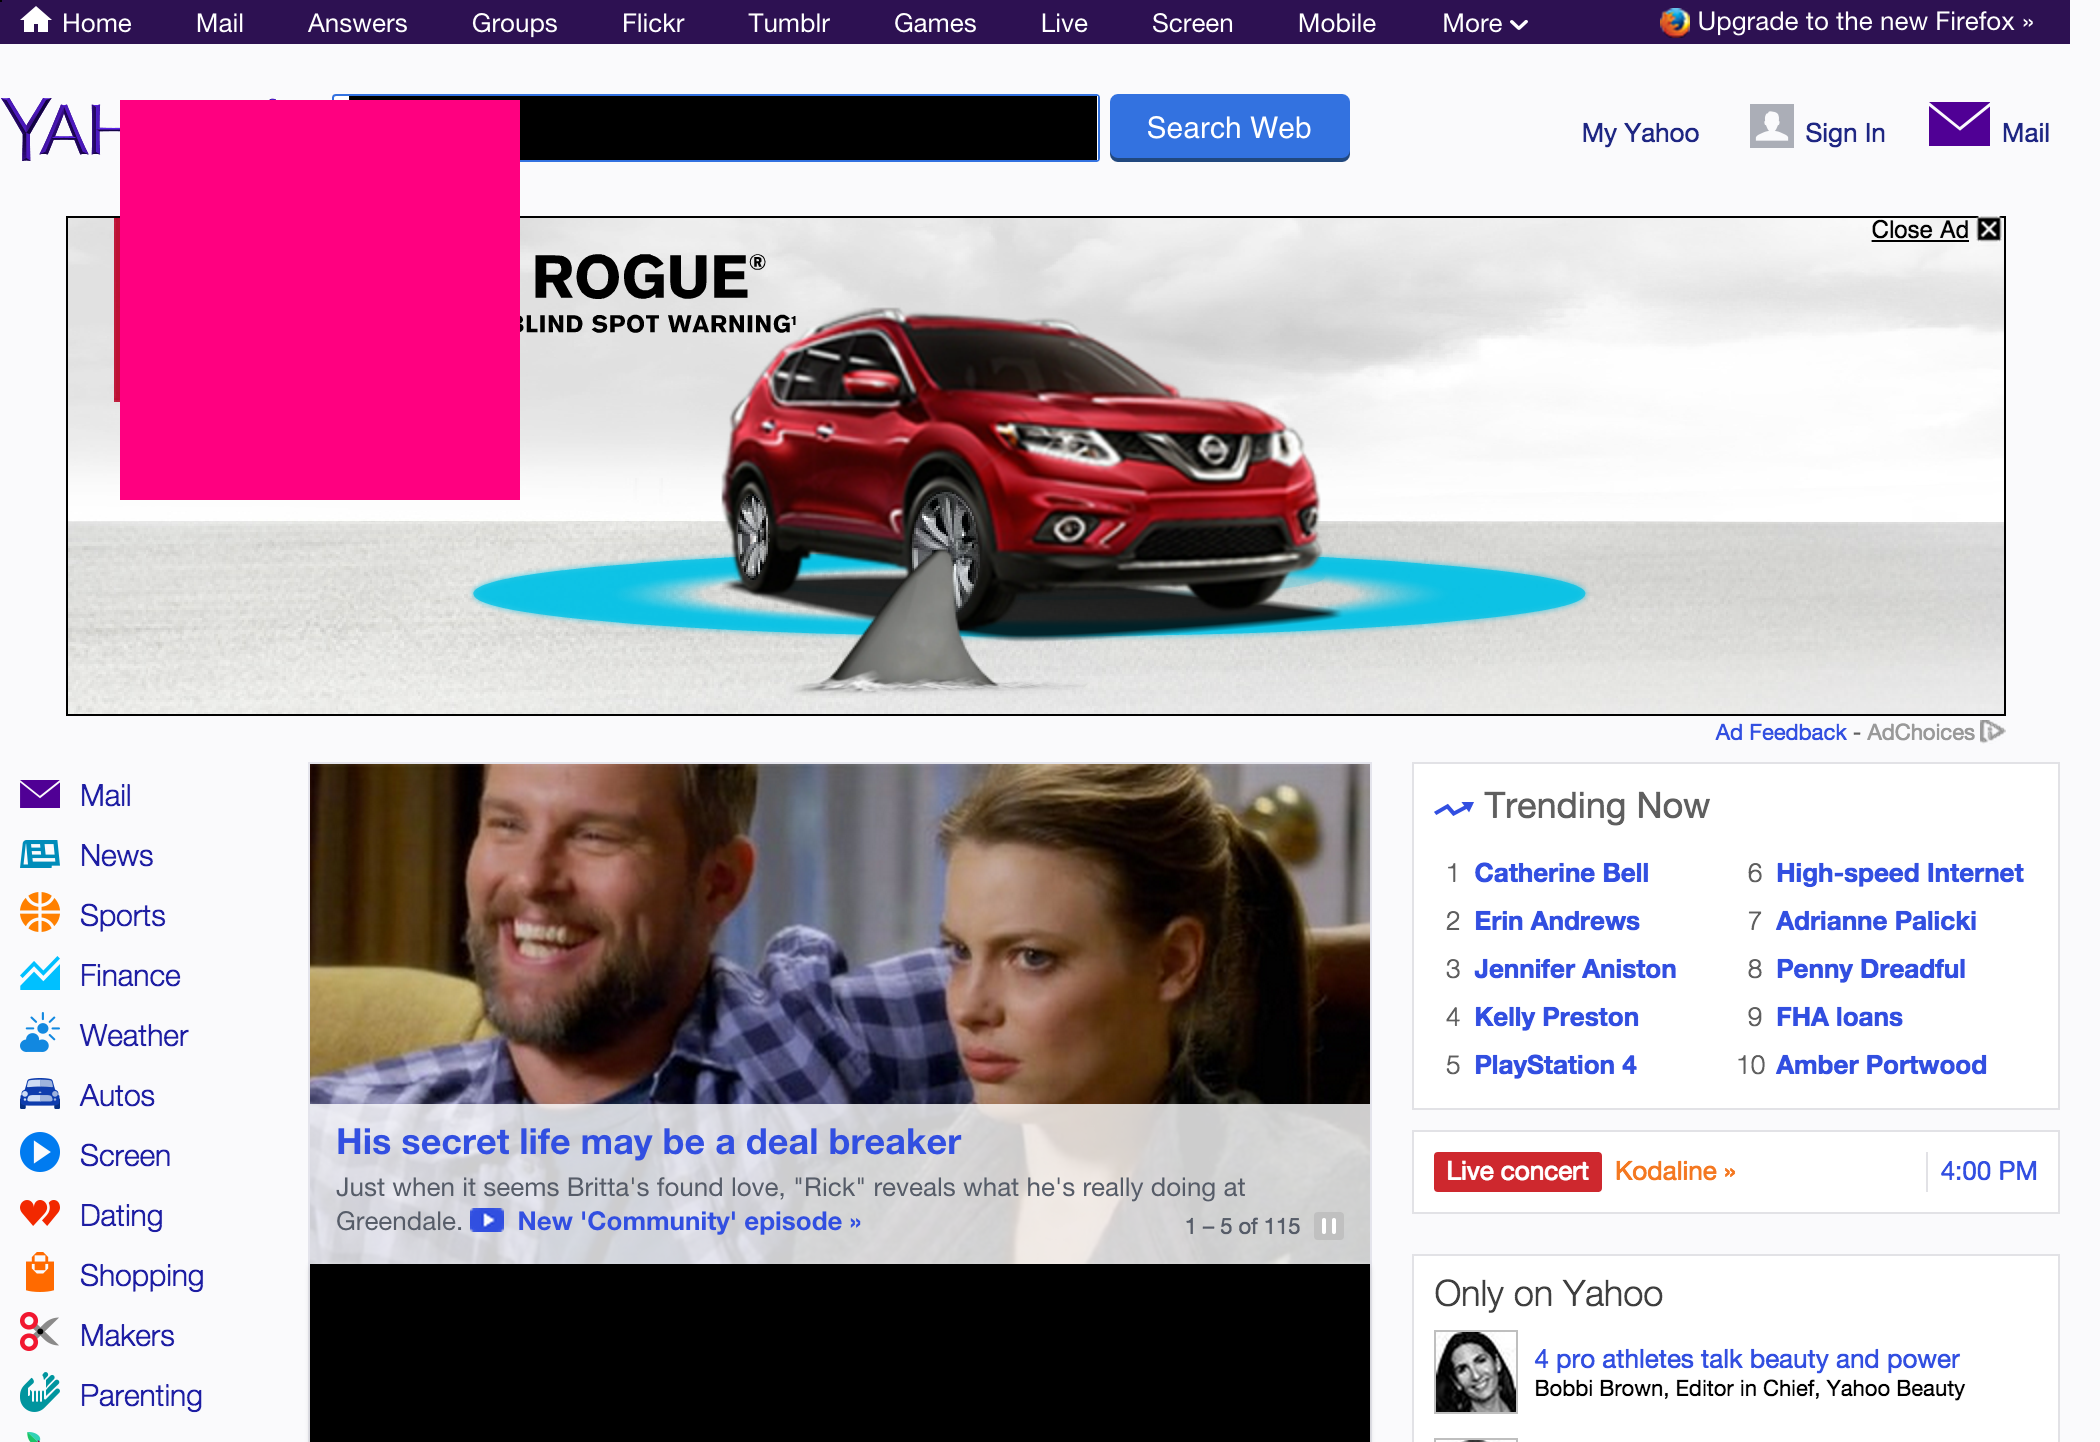 Home Mail Answers Groups Flickr Tumblr Games Live Screen Mobile More Upgrade to the new Firefox »
YAH
Search Web
My Yahoo Sign In Mail
Close Ad
ROGUE®
BLIND SPOT WARNING¹
Ad Feedback - AdChoices
Mail
News
Sports
Finance
Weather
Autos
Screen
Dating
Shopping
Makers
Parenting
His secret life may be a deal breaker
Just when it seems Britta's found love, "Rick" reveals what he's really doing at
Greendale. New 'Community' episode »
1 – 5 of 115
Trending Now
1 Catherine Bell
2 Erin Andrews
3 Jennifer Aniston
4 Kelly Preston
5 PlayStation 4
6 High-speed Internet
7 Adrianne Palicki
8 Penny Dreadful
9 FHA loans
10 Amber Portwood
Live concert Kodaline » 4:00 PM
Only on Yahoo
4 pro athletes talk beauty and power
Bobbi Brown, Editor in Chief, Yahoo Beauty